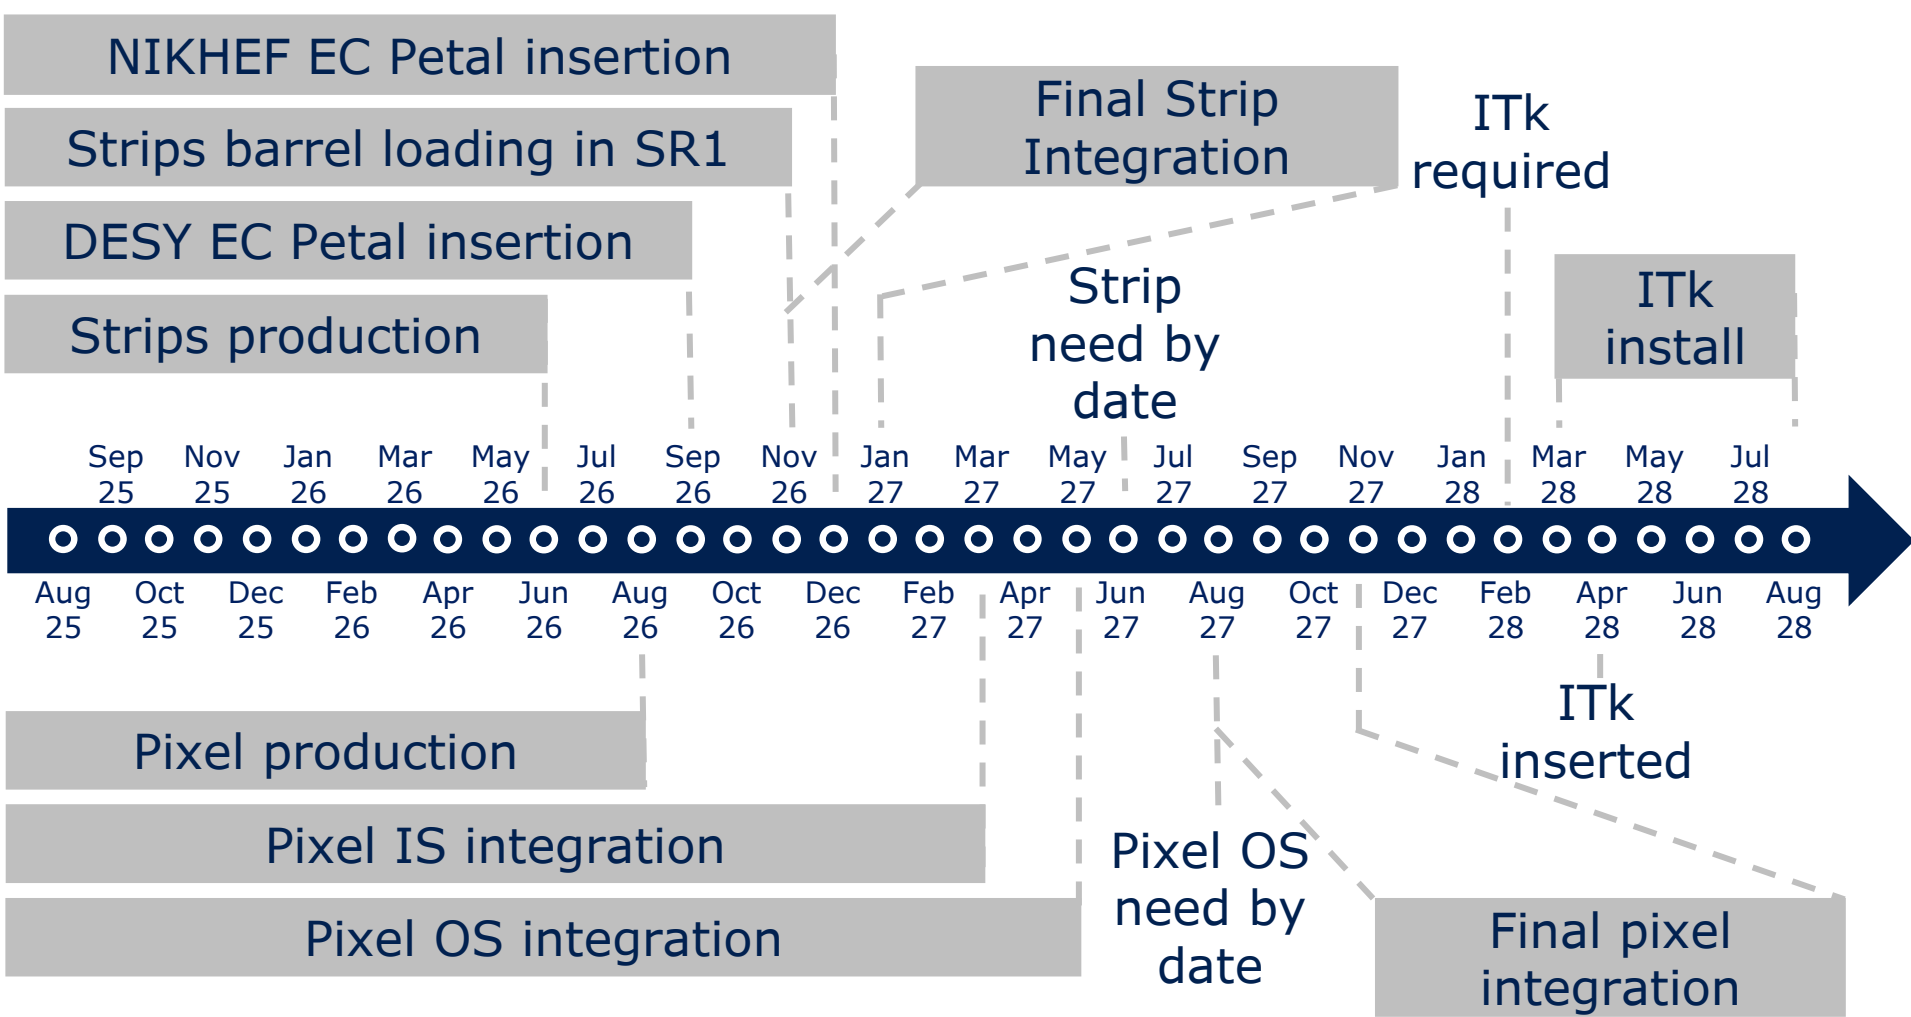 NIKHEF EC Petal insertion
Strips barrel loading in SR1
DESY EC Petal insertion
Strips production
Final Strip
Integration
ITk
required
Strip
need by
date
ITk
install
Sep Nov Jan Mar May Jul Sep Nov Jan Mar May Jul Sep Nov Jan Mar May Jul
25 25 26 26 26 26 26 26 27 27 27 27 27 27 28 28 28 28
Aug Oct Dec Feb Apr Jun Aug Oct Dec Feb Apr Jun Aug Oct Dec Feb Apr Jun Aug
25 25 25 26 26 26 26 26 26 27 27 27 27 27 27 28 28 28 28
Pixel production
Pixel IS integration
Pixel OS integration
Pixel OS
need by
date
ITk
inserted
Final pixel
integration